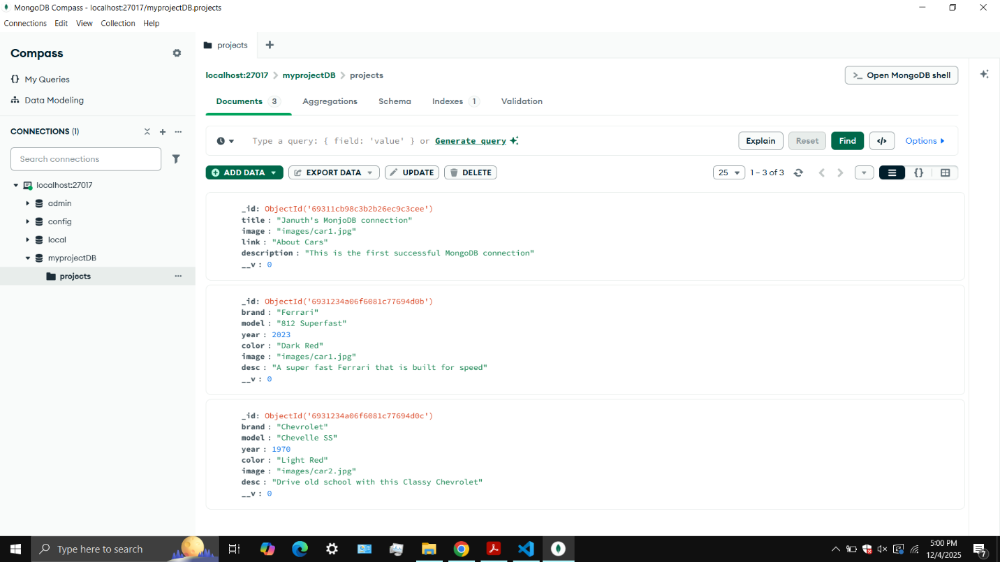 MongoDB Compass - localhost:27017/myprojectDB.projects
Connections Edit View Collection Help
Compass
projects
My Queries
Data Modeling
localhost:27017 > myprojectDB > projects
>_ Open MongoDB shell
Documents 3 Aggregations Schema Indexes 1 Validation
CONNECTIONS (1)
Search connections
Type a query: { field: 'value' } or Generate query
Explain Reset Find </> Options
ADD DATA EXPORT DATA UPDATE DELETE
25 1 – 3 of 3 {}
localhost:27017
admin
config
local
myprojectDB
projects
_id: ObjectId('69311cb98c3b2b26ec9c3cee')
title : "Januth's MonjoDB connection"
image : "images/car1.jpg"
link : "About Cars"
description : "This is the first successful MongoDB connection"
__v : 0
_id: ObjectId('6931234a06f6081c77694d0b')
brand : "Ferrari"
model : "812 Superfast"
year : 2023
color : "Dark Red"
image : "images/car1.jpg"
desc : "A super fast Ferrari that is built for speed"
__v : 0
_id: ObjectId('6931234a06f6081c77694d0c')
brand : "Chevrolet"
model : "Chevelle SS"
year : 1970
color : "Light Red"
image : "images/car2.jpg"
desc : "Drive old school with this Classy Chevrolet"
__v : 0
Type here to search
5:00 PM
12/4/2025
7